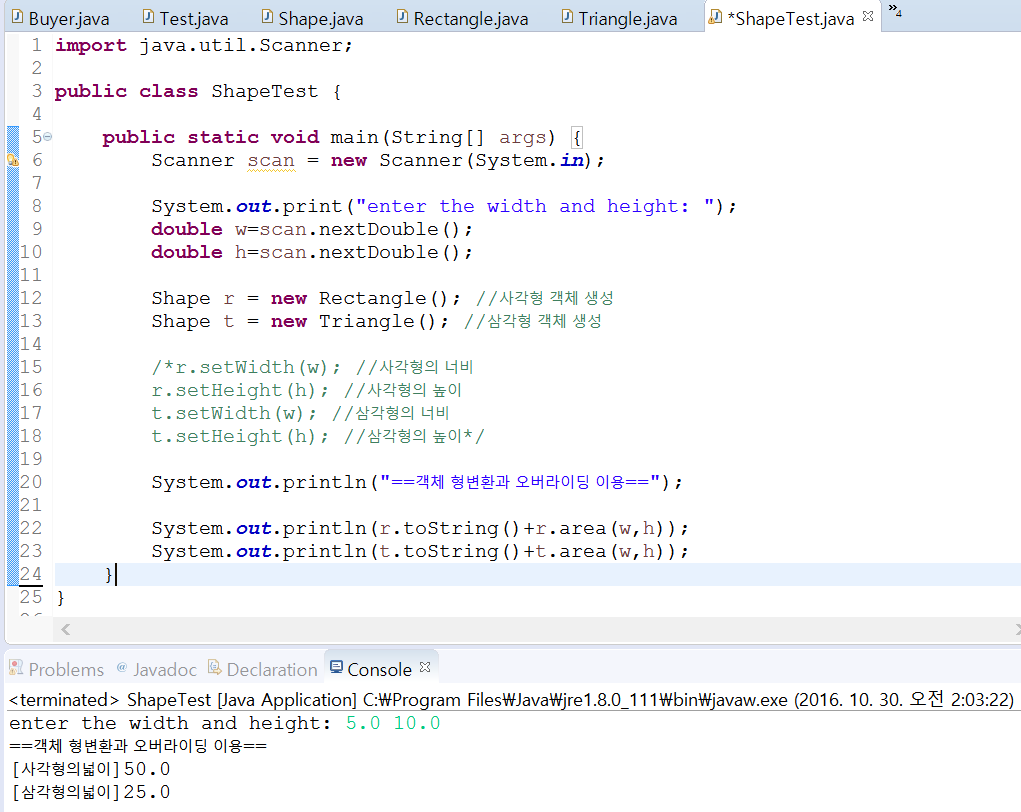 Buyer.java Test.java Shape.java Rectangle.java Triangle.java *ShapeTest.java »4
1 import java.util.Scanner;
2
3 public class ShapeTest {
4
5 public static void main(String[] args) {
6 Scanner scan = new Scanner(System.in);
7
8 System.out.print("enter the width and height: ");
9 double w=scan.nextDouble();
10 double h=scan.nextDouble();
11
12 Shape r = new Rectangle(); //사각형 객체 생성
13 Shape t = new Triangle(); //삼각형 객체 생성
14
15 /*r.setWidth(w); //사각형의 너비
16 r.setHeight(h); //사각형의 높이
17 t.setWidth(w); //삼각형의 너비
18 t.setHeight(h); //삼각형의 높이*/
19
20 System.out.println("==객체 형변환과 오버라이딩 이용==");
21
22 System.out.println(r.toString()+r.area(w,h));
23 System.out.println(t.toString()+t.area(w,h));
24 }
25 }
Problems @ Javadoc Declaration Console
<terminated> ShapeTest [Java Application] C:₩Program Files₩Java₩jre1.8.0_111₩bin₩javaw.exe (2016. 10. 30. 오전 2:03:22)
enter the width and height: 5.0 10.0
==객체 형변환과 오버라이딩 이용==
[사각형의넓이]50.0
[삼각형의넓이]25.0